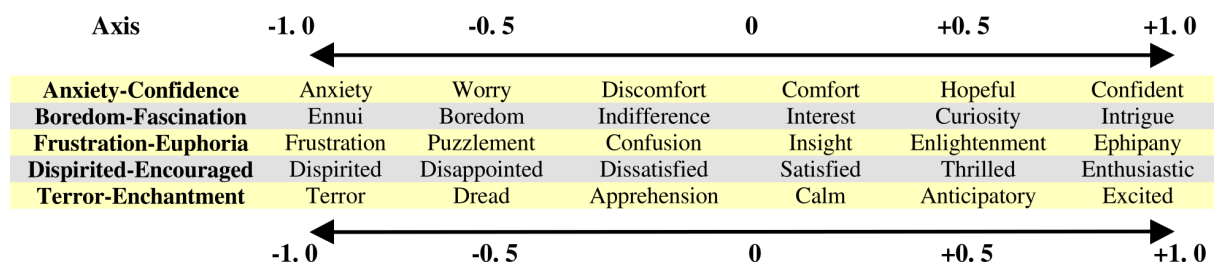 Axis -1. 0 -0. 5 0 +0. 5 +1. 0
Anxiety-Confidence Anxiety Worry Discomfort Comfort Hopeful Confident
Boredom-Fascination Ennui Boredom Indifference Interest Curiosity Intrigue
Frustration-Euphoria Frustration Puzzlement Confusion Insight Enlightenment Ephipany
Dispirited-Encouraged Dispirited Disappointed Dissatisfied Satisfied Thrilled Enthusiastic
Terror-Enchantment Terror Dread Apprehension Calm Anticipatory Excited
-1. 0 -0. 5 0 +0. 5 +1. 0